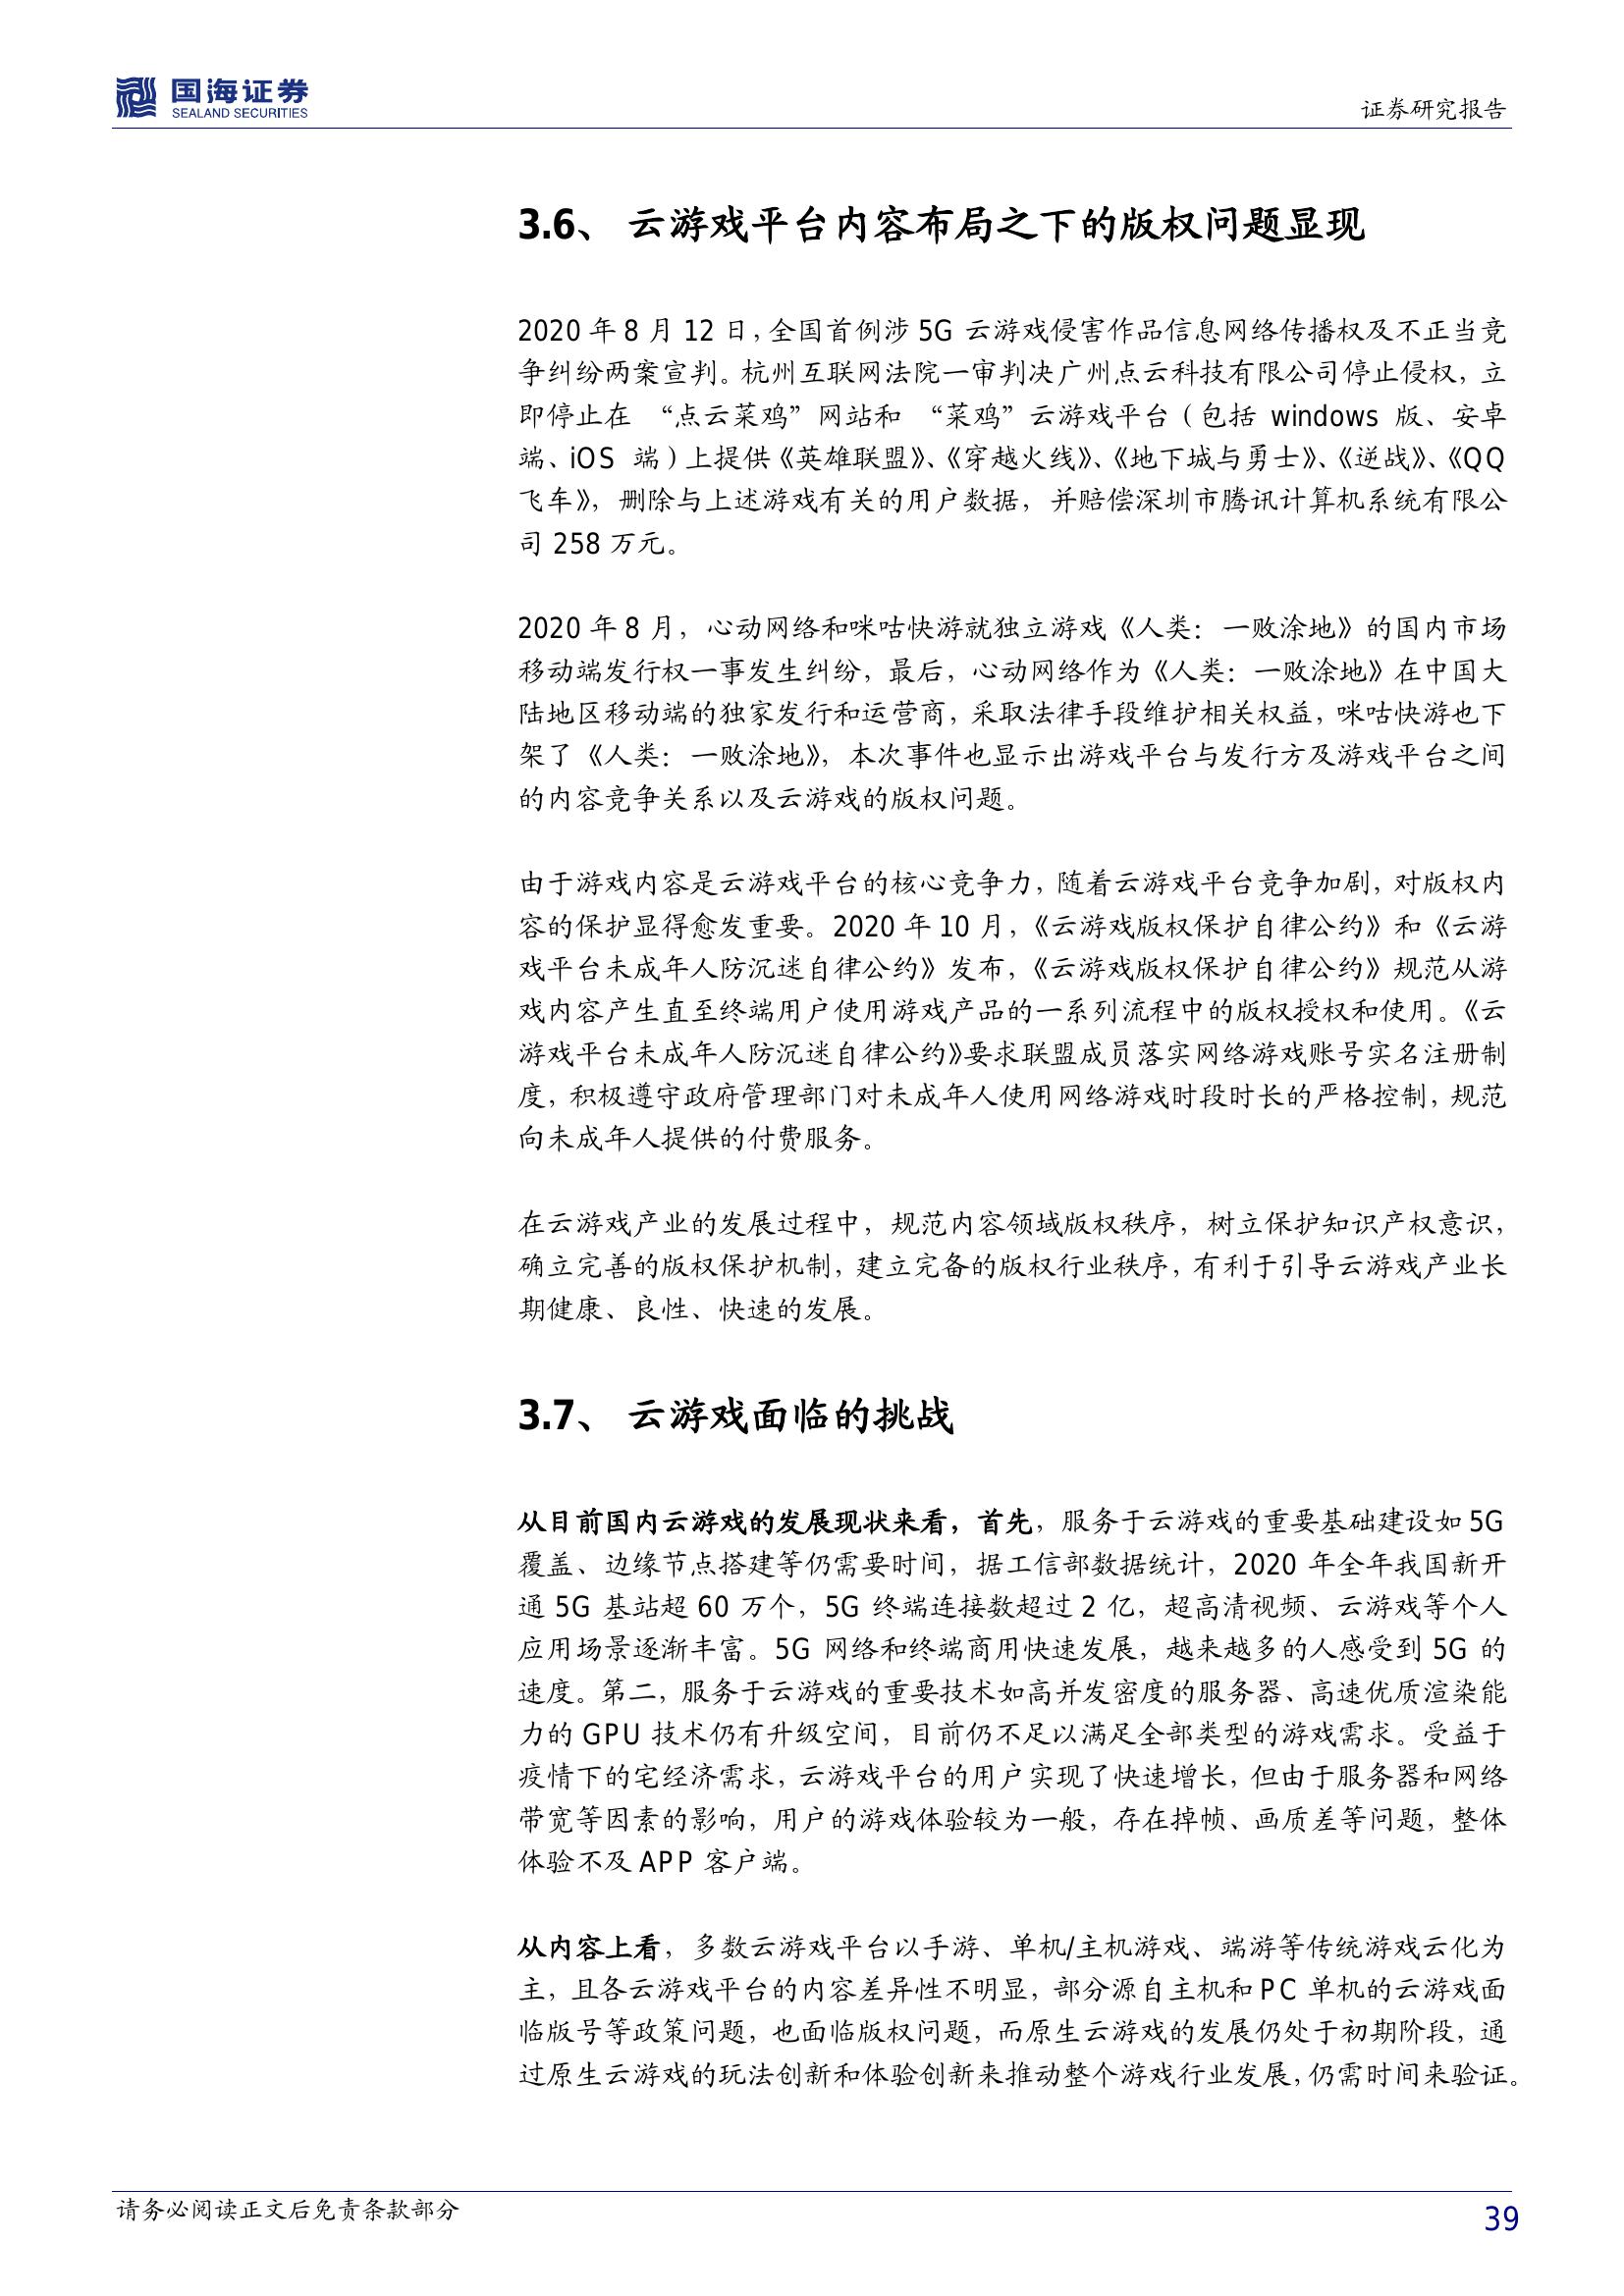 国海证券
SEALAND SECURITIES
证券研究报告
3.6、 云游戏平台内容布局之下的版权问题显现
2020 年 8 月 12 日，全国首例涉 5G 云游戏侵害作品信息网络传播权及不正当竞
争纠纷两案宣判。杭州互联网法院一审判决广州点云科技有限公司停止侵权，立
即停止在 “点云菜鸡”网站和 “菜鸡”云游戏平台（包括 windows 版、安卓
端、iOS 端）上提供《英雄联盟》、《穿越火线》、《地下城与勇士》、《逆战》、《QQ
飞车》，删除与上述游戏有关的用户数据，并赔偿深圳市腾讯计算机系统有限公
司 258 万元。
2020 年 8 月，心动网络和咪咕快游就独立游戏《人类：一败涂地》的国内市场
移动端发行权一事发生纠纷，最后，心动网络作为《人类：一败涂地》在中国大
陆地区移动端的独家发行和运营商，采取法律手段维护相关权益，咪咕快游也下
架了《人类：一败涂地》，本次事件也显示出游戏平台与发行方及游戏平台之间
的内容竞争关系以及云游戏的版权问题。
由于游戏内容是云游戏平台的核心竞争力，随着云游戏平台竞争加剧，对版权内
容的保护显得愈发重要。2020 年 10 月，《云游戏版权保护自律公约》和《云游
戏平台未成年人防沉迷自律公约》发布，《云游戏版权保护自律公约》规范从游
戏内容产生直至终端用户使用游戏产品的一系列流程中的版权授权和使用。《云
游戏平台未成年人防沉迷自律公约》要求联盟成员落实网络游戏账号实名注册制
度，积极遵守政府管理部门对未成年人使用网络游戏时段时长的严格控制，规范
向未成年人提供的付费服务。
在云游戏产业的发展过程中，规范内容领域版权秩序，树立保护知识产权意识，
确立完善的版权保护机制，建立完备的版权行业秩序，有利于引导云游戏产业长
期健康、良性、快速的发展。
3.7、 云游戏面临的挑战
从目前国内云游戏的发展现状来看，首先，服务于云游戏的重要基础建设如 5G
覆盖、边缘节点搭建等仍需要时间，据工信部数据统计，2020 年全年我国新开
通 5G 基站超 60 万个，5G 终端连接数超过 2 亿，超高清视频、云游戏等个人
应用场景逐渐丰富。5G 网络和终端商用快速发展，越来越多的人感受到 5G 的
速度。第二，服务于云游戏的重要技术如高并发密度的服务器、高速优质渲染能
力的 GPU 技术仍有升级空间，目前仍不足以满足全部类型的游戏需求。受益于
疫情下的宅经济需求，云游戏平台的用户实现了快速增长，但由于服务器和网络
带宽等因素的影响，用户的游戏体验较为一般，存在掉帧、画质差等问题，整体
体验不及 APP 客户端。
从内容上看，多数云游戏平台以手游、单机/主机游戏、端游等传统游戏云化为
主，且各云游戏平台的内容差异性不明显，部分源自主机和 PC 单机的云游戏面
临版号等政策问题，也面临版权问题，而原生云游戏的发展仍处于初期阶段，通
过原生云游戏的玩法创新和体验创新来推动整个游戏行业发展，仍需时间来验证。
请务必阅读正文后免责条款部分
39